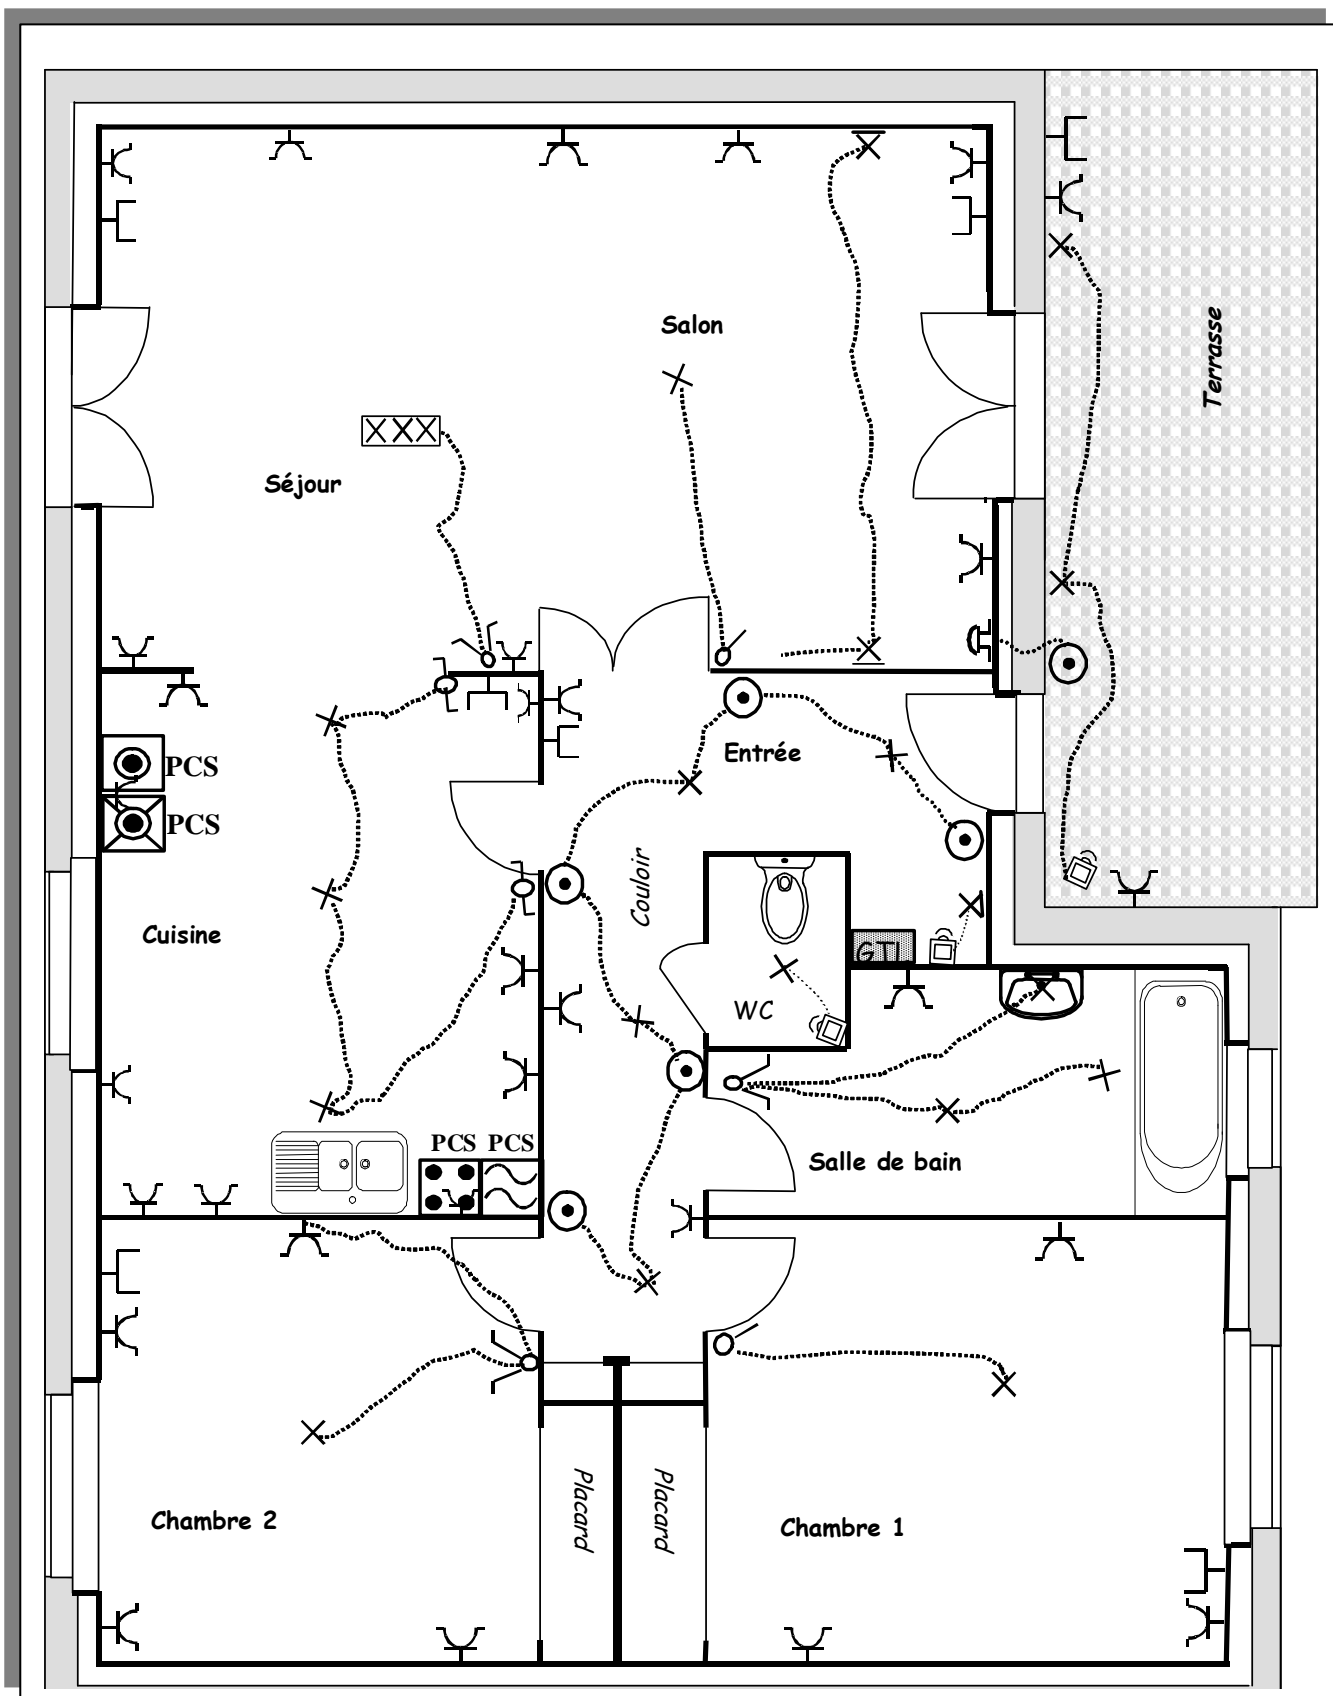 Salon
Terrasse
Séjour
Entrée
PCS
PCS
Couloir
Cuisine
GTL
WC
PCS PCS
Salle de bain
Placard
Placard
Chambre 2
Chambre 1